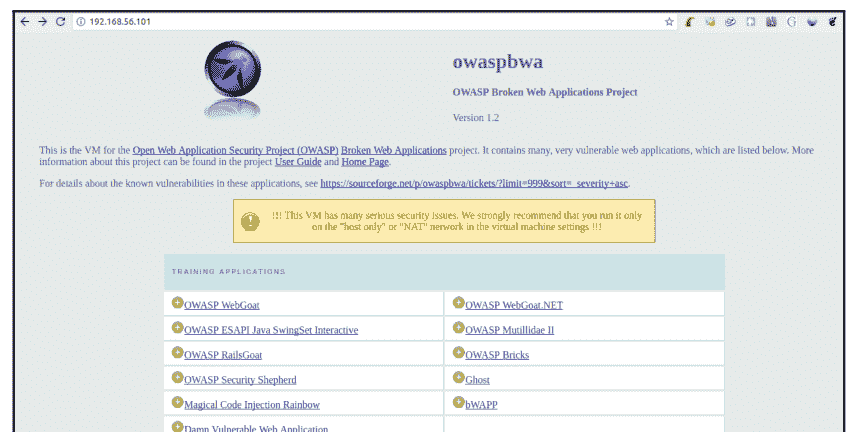 192.168.56.101
owaspbwa
OWASP Broken Web Applications Project
Version 1.2
This is the VM for the Open Web Application Security Project (OWASP) Broken Web Applications project. It contains many, very vulnerable web applications, which are listed below. More
information about this project can be found in the project User Guide and Home Page.
For details about the known vulnerabilities in these applications, see https://sourceforge.net/p/owaspbwa/tickets/?limit=999&sort=_severity+asc.
!!! This VM has many serious security issues. We strongly recommend that you run it only
on the "host only" or "NAT" network in the virtual machine settings !!!
TRAINING APPLICATIONS
OWASP WebGoat
OWASP WebGoat.NET
OWASP ESAPI Java SwingSet Interactive
OWASP Mutillidae II
OWASP RailsGoat
OWASP Bricks
OWASP Security Shepherd
Ghost
Magical Code Injection Rainbow
bWAPP
Damn Vulnerable Web Application